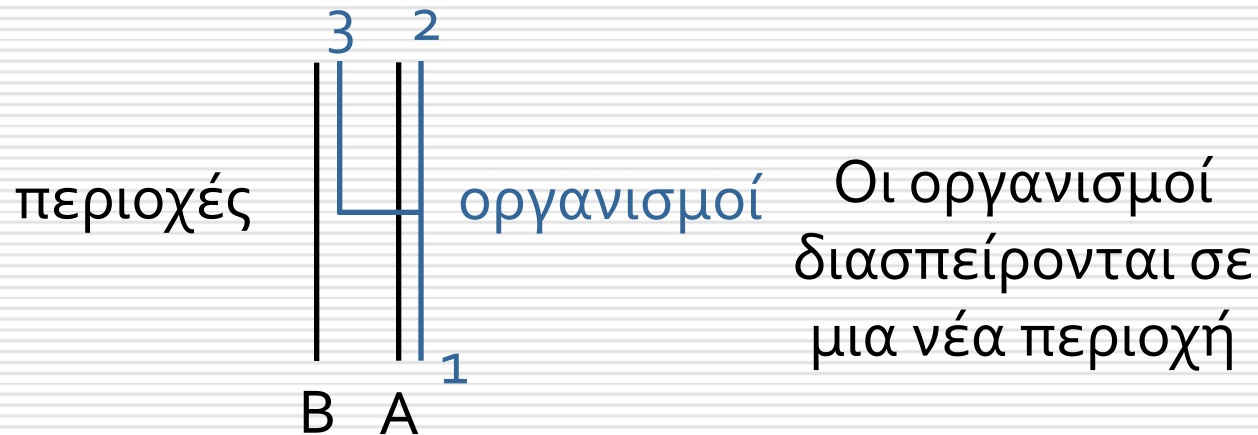 3 2
περιοχές
οργανισμοί
Οι οργανισμοί
διασπείρονται σε
μια νέα περιοχή
1
B A